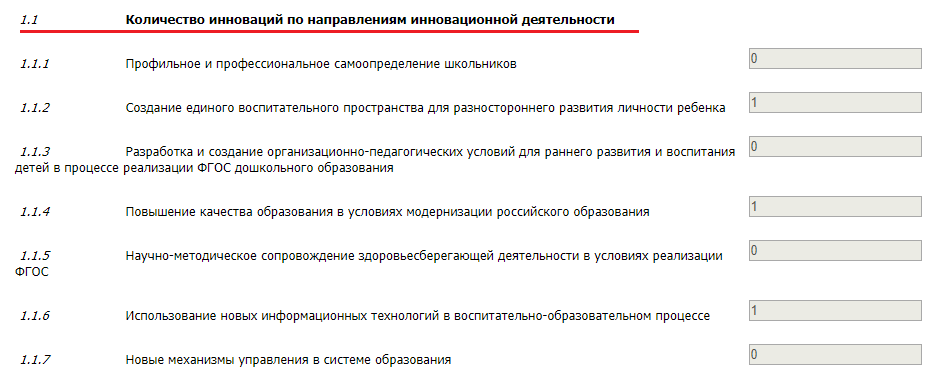 1.1 Количество инноваций по направлениям инновационной деятельности
1.1.1 Профильное и профессиональное самоопределение школьников 0
1.1.2 Создание единого воспитательного пространства для разностороннего развития личности ребенка 1
1.1.3 Разработка и создание организационно-педагогических условий для раннего развития и воспитания 0
детей в процессе реализации ФГОС дошкольного образования
1.1.4 Повышение качества образования в условиях модернизации российского образования 1
1.1.5 Научно-методическое сопровождение здоровьесберегающей деятельности в условиях реализации 0
ФГОС
1.1.6 Использование новых информационных технологий в воспитательно-образовательном процессе 1
1.1.7 Новые механизмы управления в системе образования 0